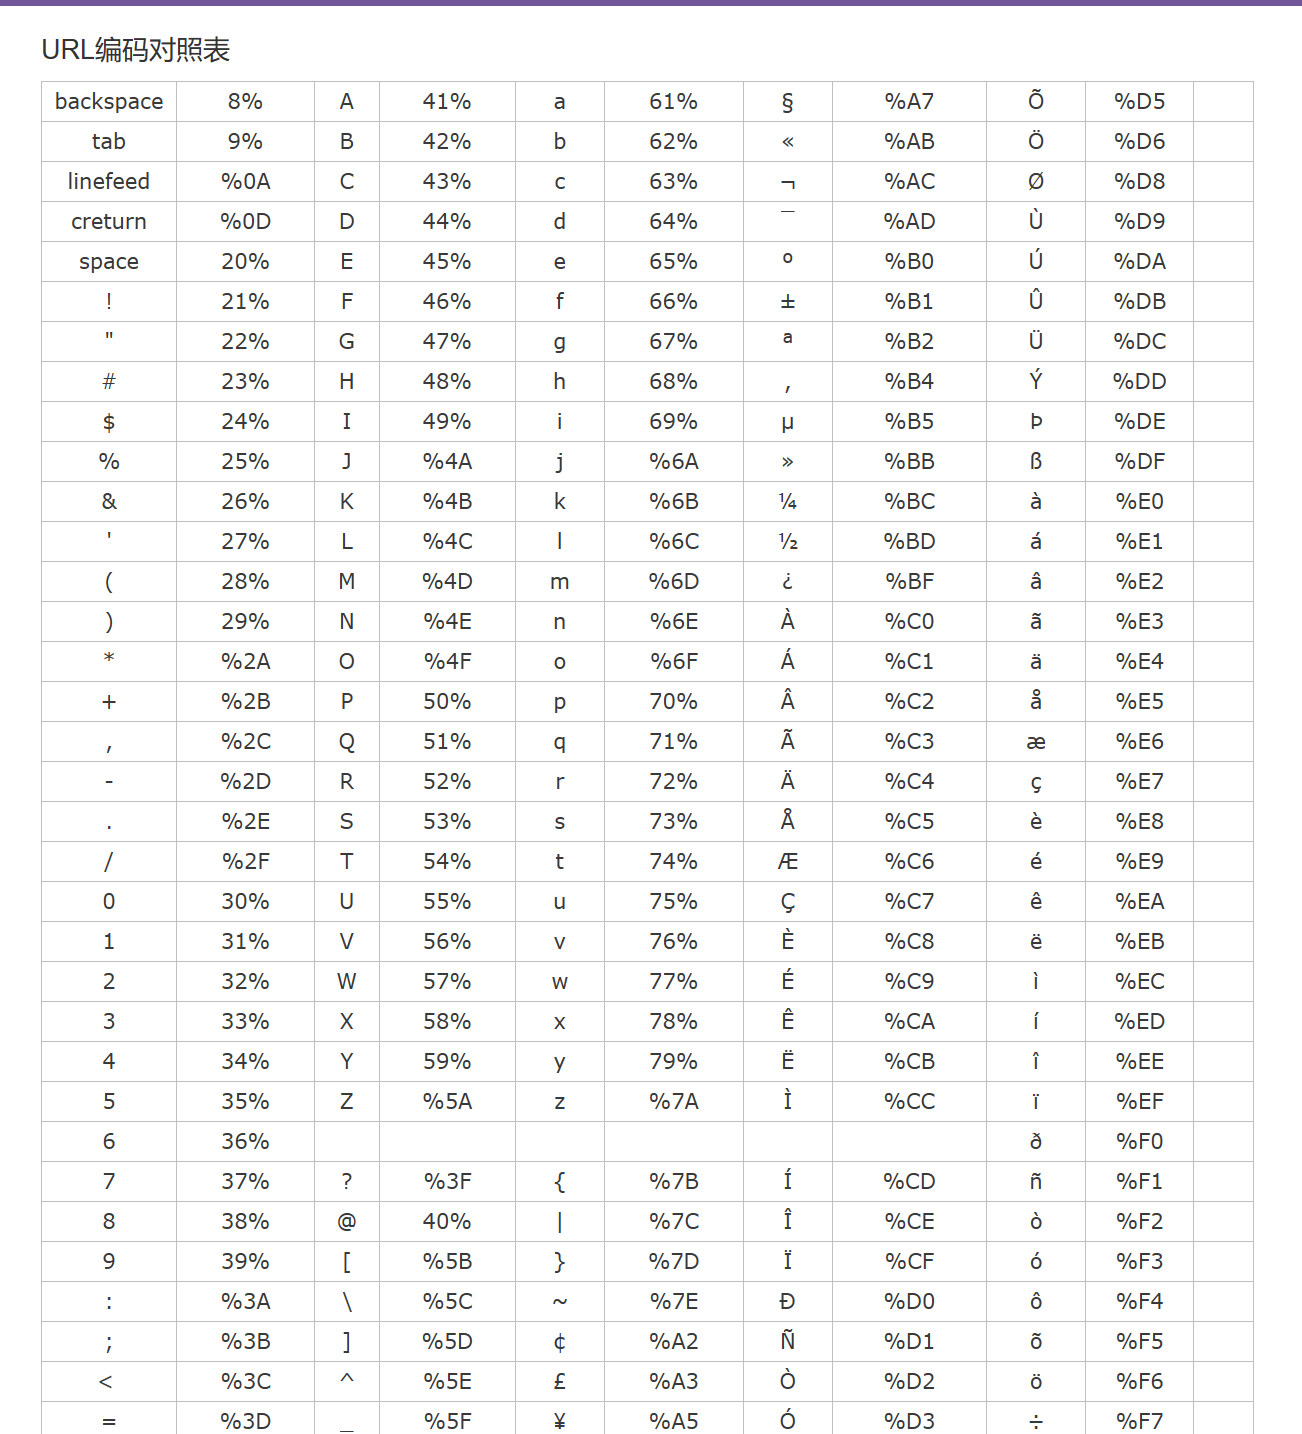 URL编码对照表
backspace 8% A 41% a 61% § %A7 Õ %D5
tab 9% B 42% b 62% « %AB Ö %D6
linefeed %0A C 43% c 63% ¬ %AC Ø %D8
creturn %0D D 44% d 64% ¯ %AD Ù %D9
space 20% E 45% e 65% º %B0 Ú %DA
! 21% F 46% f 66% ± %B1 Û %DB
" 22% G 47% g 67% ª %B2 Ü %DC
# 23% H 48% h 68% , %B4 Ý %DD
$ 24% I 49% i 69% µ %B5 Þ %DE
% 25% J %4A j %6A » %BB ß %DF
& 26% K %4B k %6B ¼ %BC à %E0
' 27% L %4C l %6C ½ %BD á %E1
( 28% M %4D m %6D ¿ %BF â %E2
) 29% N %4E n %6E À %C0 ã %E3
* %2A O %4F o %6F Á %C1 ä %E4
+ %2B P 50% p 70% Â %C2 å %E5
, %2C Q 51% q 71% Ã %C3 æ %E6
- %2D R 52% r 72% Ä %C4 ç %E7
. %2E S 53% s 73% Å %C5 è %E8
/ %2F T 54% t 74% Æ %C6 é %E9
0 30% U 55% u 75% Ç %C7 ê %EA
1 31% V 56% v 76% È %C8 ë %EB
2 32% W 57% w 77% É %C9 ì %EC
3 33% X 58% x 78% Ê %CA í %ED
4 34% Y 59% y 79% Ë %CB î %EE
5 35% Z %5A z %7A Ì %CC ï %EF
6 36% ð %F0
7 37% ? %3F { %7B Í %CD ñ %F1
8 38% @ 40% | %7C Î %CE ò %F2
9 39% [ %5B } %7D Ï %CF ó %F3
: %3A \ %5C ~ %7E Ð %D0 ô %F4
; %3B ] %5D ¢ %A2 Ñ %D1 õ %F5
< %3C ^ %5E £ %A3 Ò %D2 ö %F6
= %3D _ %5F ¥ %A5 Ó %D3 ÷ %F7